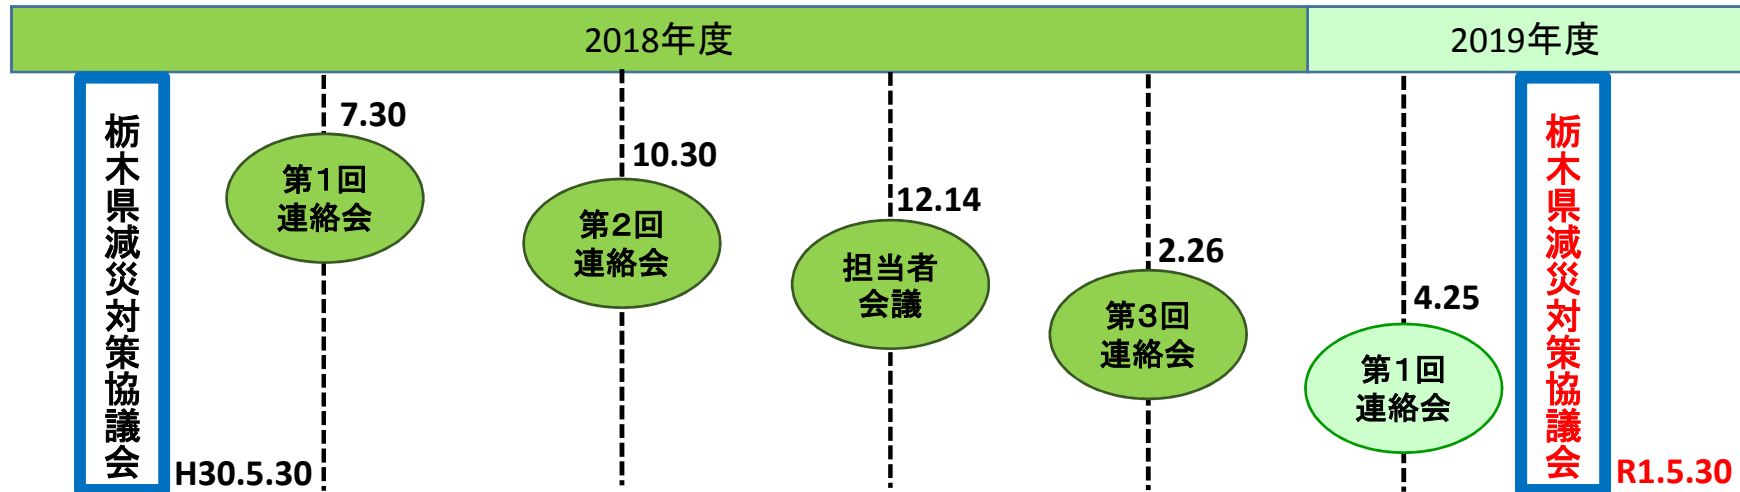 2018年度
2019年度
栃木県減災対策協議会
H30.5.30
7.30
第1回
連絡会
10.30
第2回
連絡会
12.14
担当者
会議
2.26
第3回
連絡会
4.25
第1回
連絡会
栃木県減災対策協議会
R1.5.30